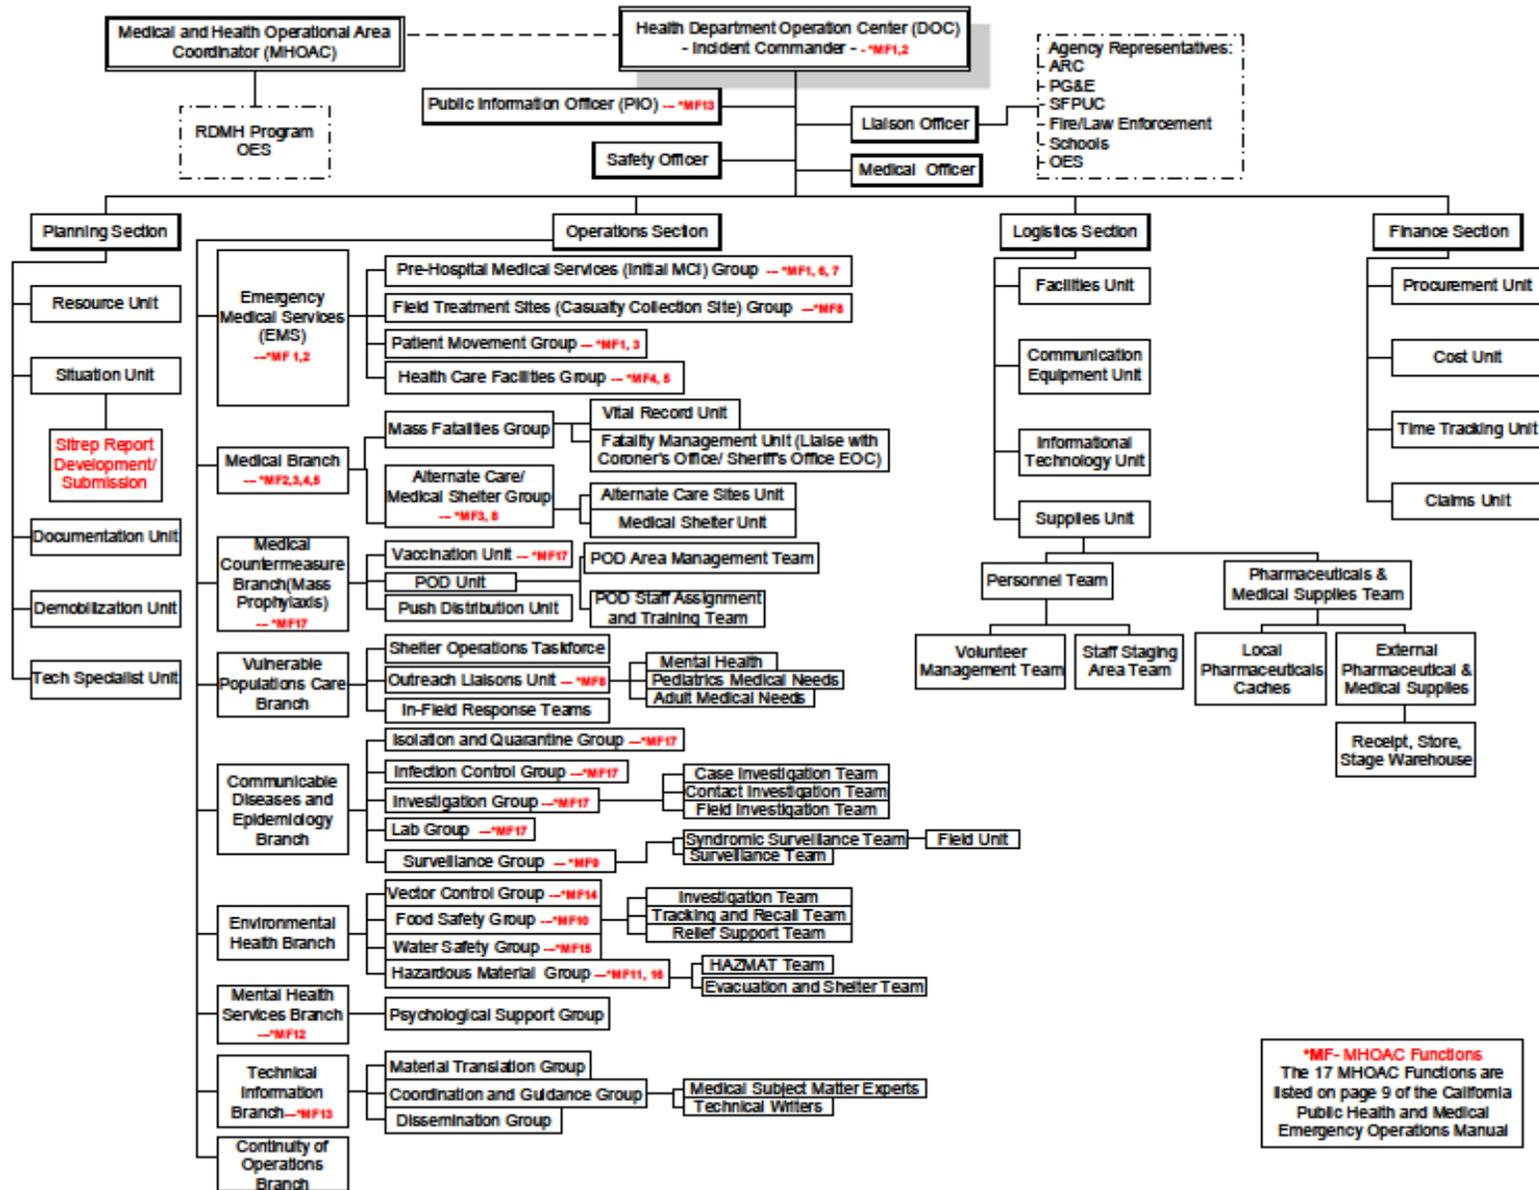 Medical and Health Operational Area
Coordinator (MHOAC)
Health Department Operation Center (DOC)
- Incident Commander - - *MF1,2
Agency Representatives:
- ARC
- PG&E
- SFPUC
- Fire/Law Enforcement
- Schools
- OES
RDMH Program
OES
Public Information Officer (PIO) --- *MF13
Liaison Officer
Safety Officer
Medical Officer
Planning Section
Operations Section
Logistics Section
Finance Section
Resource Unit
Situation Unit
Sitrep Report
Development/
Submission
Documentation Unit
Demobilization Unit
Tech Specialist Unit
Emergency
Medical Services
(EMS)
---*MF 1,2
Pre-Hospital Medical Services (Initial MCI) Group --- *MF1, 6, 7
Field Treatment Sites (Casualty Collection Site) Group ---*MF8
Patient Movement Group ---*MF1, 3
Health Care Facilities Group --- *MF4, 5
Medical Branch
--- *MF2,3,4,5
Mass Fatalities Group
Vital Record Unit
Fatality Management Unit (Liaise with
Coroner's Office/ Sheriff's Office EOC)
Alternate Care/
Medical Shelter Group
--- *MF3, 8
Alternate Care Sites Unit
Medical Shelter Unit
Medical
Countermeasure
Branch(Mass
Prophylaxis)
--- *MF17
Vaccination Unit --- *MF17
POD Unit
Push Distribution Unit
POD Area Management Team
POD Staff Assignment
and Training Team
Vulnerable
Populations Care
Branch
Shelter Operations Taskforce
Outreach Liaisons Unit --- *MF8
In-Field Response Teams
Mental Health
Pediatrics Medical Needs
Adult Medical Needs
Communicable
Diseases and
Epidemiology
Branch
Isolation and Quarantine Group ---*MF17
Infection Control Group ---*MF17
Investigation Group ---*MF17
Lab Group ---*MF17
Surveillance Group --- *MF9
Case Investigation Team
Contact Investigation Team
Field Investigation Team
Syndromic Surveillance Team
Surveillance Team
Field Unit
Environmental
Health Branch
Vector Control Group ---*MF14
Food Safety Group ---*MF10
Water Safety Group ---*MF15
Hazardous Material Group ---*MF11, 16
Investigation Team
Tracking and Recall Team
Relief Support Team
HAZMAT Team
Evacuation and Shelter Team
Mental Health
Services Branch
---*MF12
Psychological Support Group
Technical
Information
Branch---*MF13
Material Translation Group
Coordination and Guidance Group
Dissemination Group
Medical Subject Matter Experts
Technical Writers
Continuity of
Operations
Branch
Facilities Unit
Communication
Equipment Unit
Informational
Technology Unit
Supplies Unit
Personnel Team
Pharmaceuticals &
Medical Supplies Team
Volunteer
Management Team
Staff Staging
Area Team
Local
Pharmaceuticals
Caches
External
Pharmaceutical &
Medical Supplies
Receipt, Store,
Stage Warehouse
Procurement Unit
Cost Unit
Time Tracking Unit
Claims Unit
*MF- MHOAC Functions
The 17 MHOAC Functions are
listed on page 9 of the California
Public Health and Medical
Emergency Operations Manual